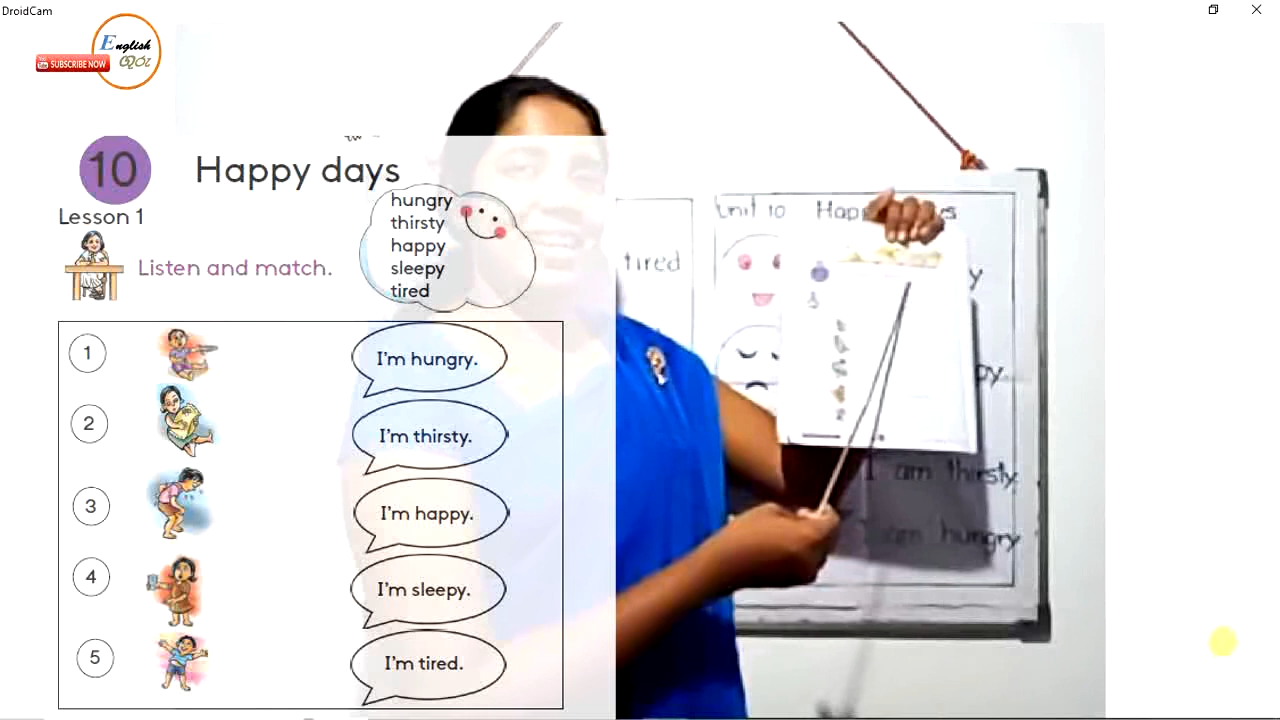 DroidCam
English
තුරු
SUBSCRIBE NOW
10
Happy days
Lesson 1
Listen and match.
hungry
thirsty
happy
sleepy
tired
1
I'm hungry.
2
I'm thirsty.
3
I'm happy.
4
I'm sleepy.
5
I'm tired.
tired
Unit 10
I am thirsty
am hungry